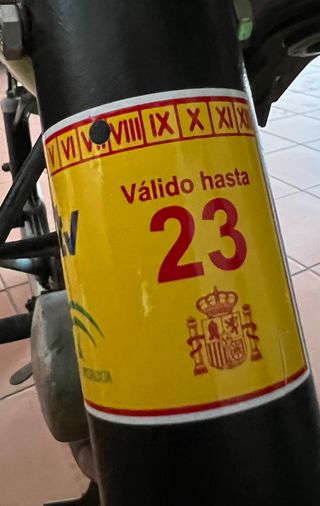 V VI VII VIII IX X XI XII
Válido hasta
23